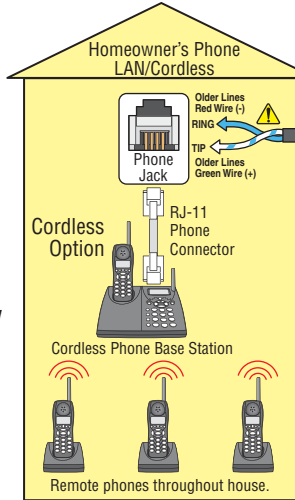 Homeowner's Phone
LAN/Cordless
Older Lines
Red Wire (-)
RING
TIP
Older Lines
Green Wire (+)
Phone
Jack
RJ-11
Phone
Connector
Cordless
Option
Cordless Phone Base Station
Remote phones throughout house.